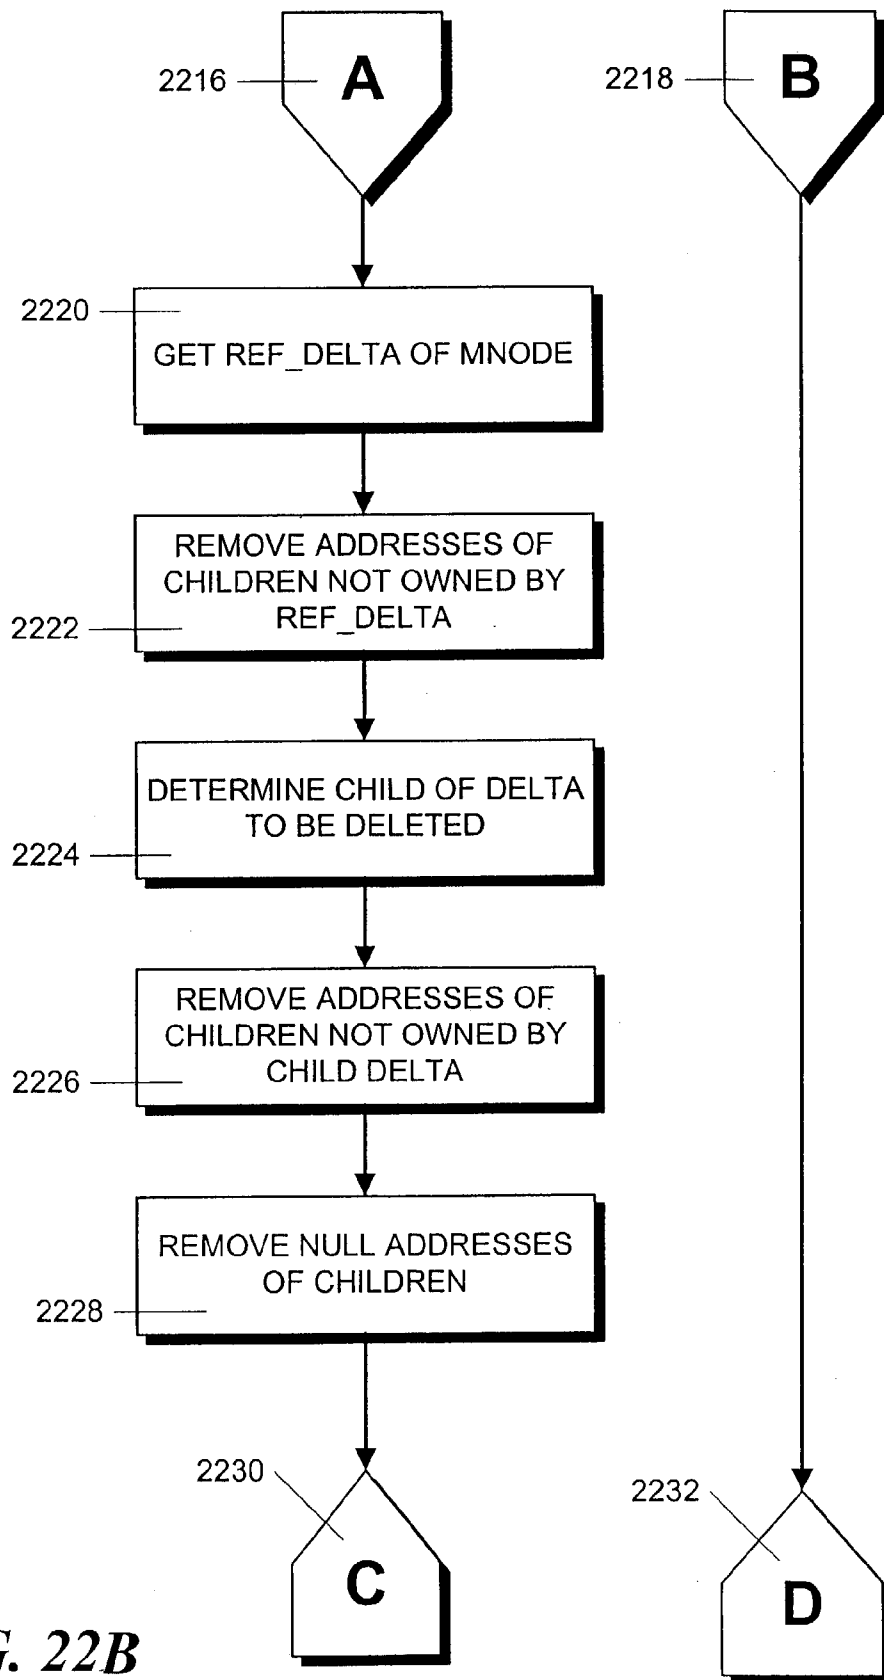 2216
A
2218
B
2220
GET REF_DELTA OF MNODE
REMOVE ADDRESSES OF
CHILDREN NOT OWNED BY
REF_DELTA
2222
DETERMINE CHILD OF DELTA
TO BE DELETED
2224
REMOVE ADDRESSES OF
CHILDREN NOT OWNED BY
CHILD DELTA
2226
REMOVE NULL ADDRESSES
OF CHILDREN
2228
2230
C
2232
D
G. 22B